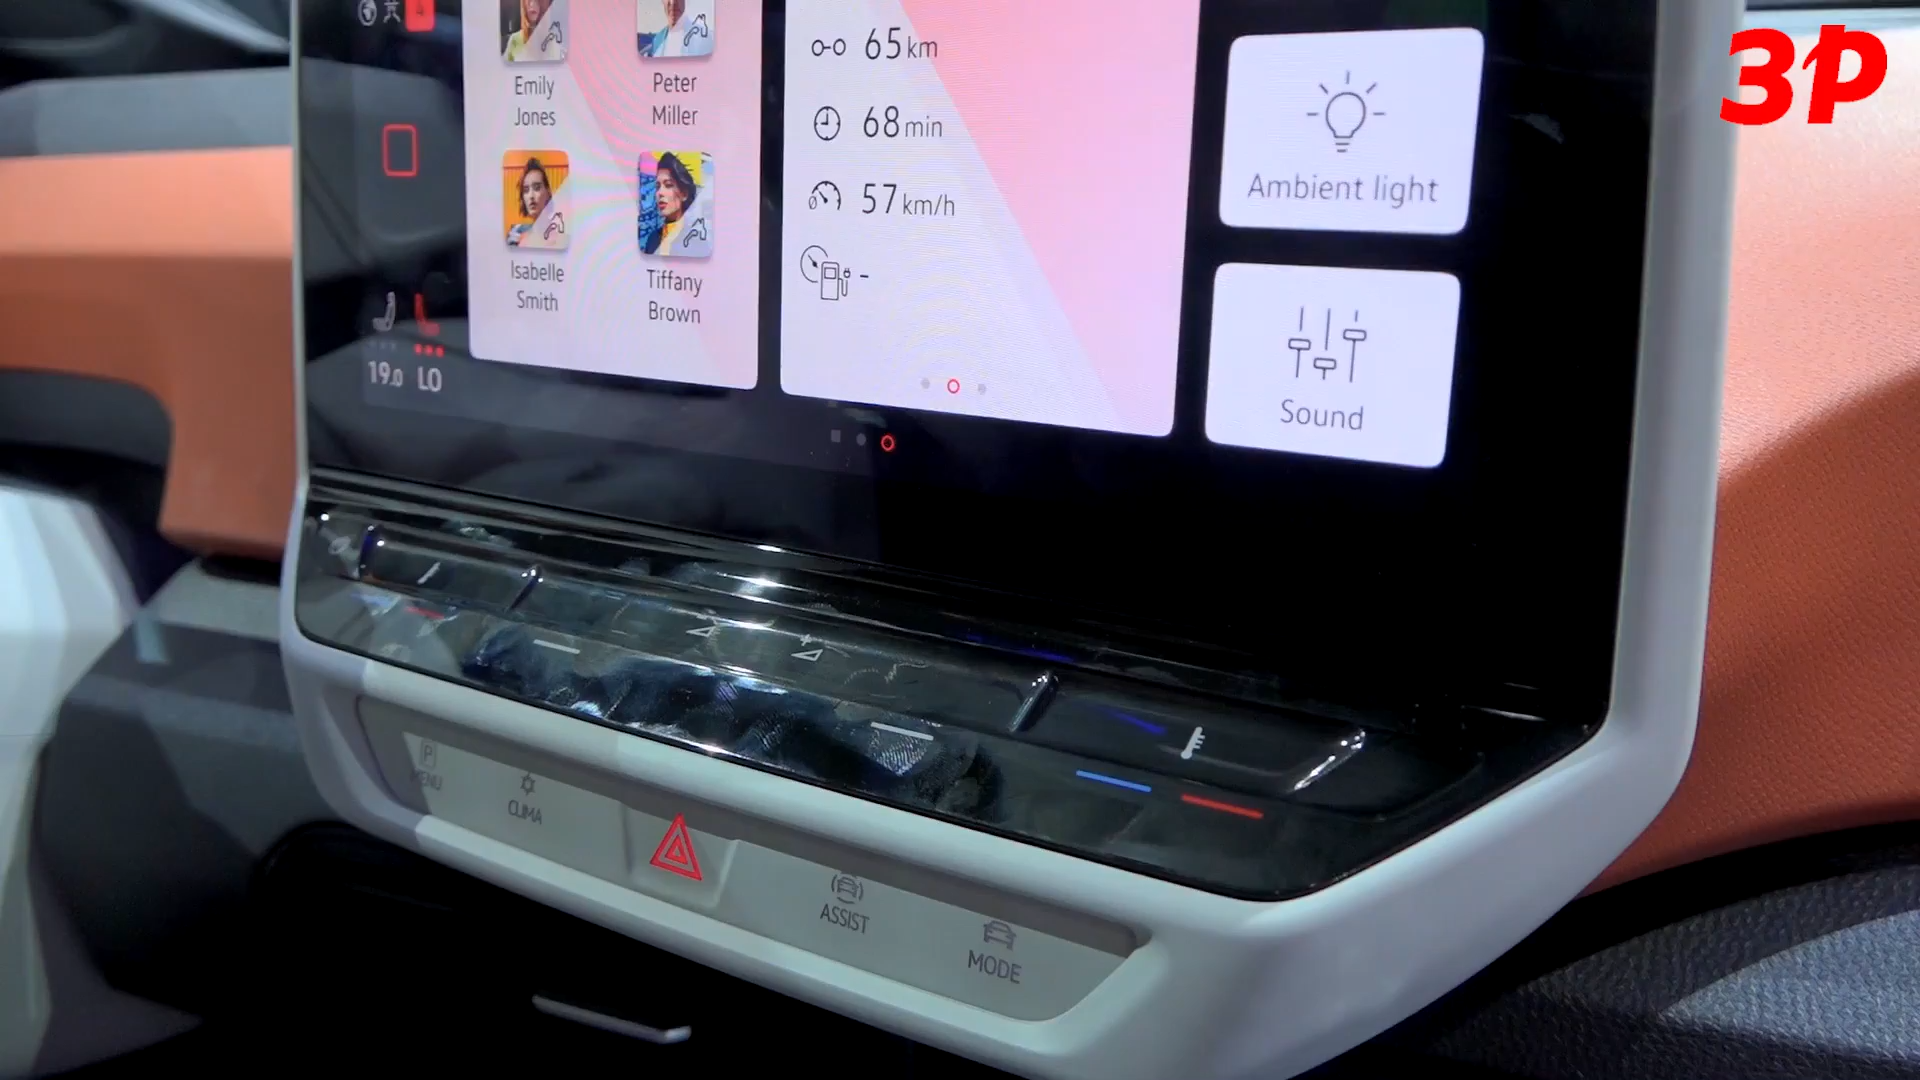 ЗР
Emily
Jones
Peter
Miller
Isabelle
Smith
Tiffany
Brown
65 km
68 min
57 km/h
-
Ambient light
Sound
19.0 LO
P
MENU
CLIMA
ASSIST
MODE